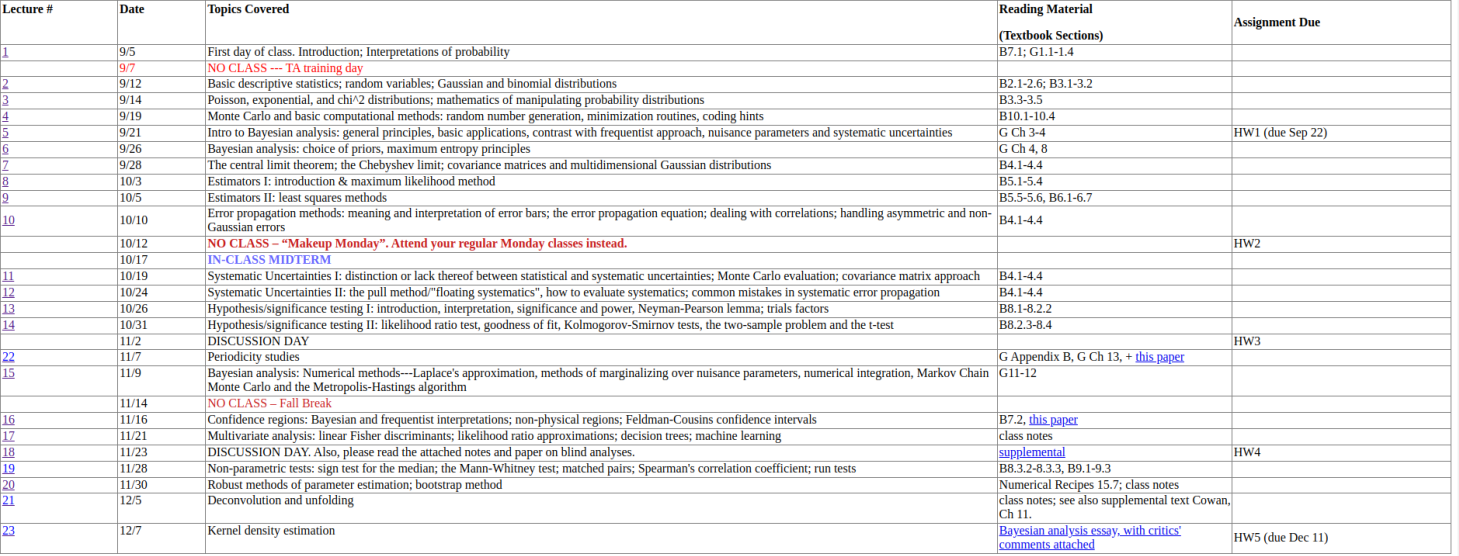 Lecture # Date Topics Covered Reading Material
(Textbook Sections) Assignment Due
1 9/5 First day of class. Introduction; Interpretations of probability B7.1; G1.1-1.4
9/7 NO CLASS --- TA training day
2 9/12 Basic descriptive statistics; random variables; Gaussian and binomial distributions B2.1-2.6; B3.1-3.2
3 9/14 Poisson, exponential, and chi^2 distributions; mathematics of manipulating probability distributions B3.3-3.5
4 9/19 Monte Carlo and basic computational methods: random number generation, minimization routines, coding hints B10.1-10.4
5 9/21 Intro to Bayesian analysis: general principles, basic applications, contrast with frequentist approach, nuisance parameters and systematic uncertainties G Ch 3-4 HW1 (due Sep 22)
6 9/26 Bayesian analysis: choice of priors, maximum entropy principles G Ch 4, 8
7 9/28 The central limit theorem; the Chebyshev limit; covariance matrices and multidimensional Gaussian distributions B4.1-4.4
8 10/3 Estimators I: introduction & maximum likelihood method B5.1-5.4
9 10/5 Estimators II: least squares methods B5.5-5.6, B6.1-6.7
10 10/10 Error propagation methods: meaning and interpretation of error bars; the error propagation equation; dealing with correlations; handling asymmetric and non-
Gaussian errors B4.1-4.4
10/12 NO CLASS – “Makeup Monday”. Attend your regular Monday classes instead. HW2
10/17 IN-CLASS MIDTERM
11 10/19 Systematic Uncertainties I: distinction or lack thereof between statistical and systematic uncertainties; Monte Carlo evaluation; covariance matrix approach B4.1-4.4
12 10/24 Systematic Uncertainties II: the pull method/"floating systematics", how to evaluate systematics; common mistakes in systematic error propagation B4.1-4.4
13 10/26 Hypothesis/significance testing I: introduction, interpretation, significance and power, Neyman-Pearson lemma; trials factors B8.1-8.2.2
14 10/31 Hypothesis/significance testing II: likelihood ratio test, goodness of fit, Kolmogorov-Smirnov tests, the two-sample problem and the t-test B8.2.3-8.4
11/2 DISCUSSION DAY HW3
22 11/7 Periodicity studies G Appendix B, G Ch 13, + this paper
15 11/9 Bayesian analysis: Numerical methods---Laplace's approximation, methods of marginalizing over nuisance parameters, numerical integration, Markov Chain
Monte Carlo and the Metropolis-Hastings algorithm G11-12
11/14 NO CLASS – Fall Break
16 11/16 Confidence regions: Bayesian and frequentist interpretations; non-physical regions; Feldman-Cousins confidence intervals B7.2, this paper
17 11/21 Multivariate analysis: linear Fisher discriminants; likelihood ratio approximations; decision trees; machine learning class notes
18 11/23 DISCUSSION DAY. Also, please read the attached notes and paper on blind analyses. supplemental HW4
19 11/28 Non-parametric tests: sign test for the median; the Mann-Whitney test; matched pairs; Spearman's correlation coefficient; run tests B8.3.2-8.3.3, B9.1-9.3
20 11/30 Robust methods of parameter estimation; bootstrap method Numerical Recipes 15.7; class notes
21 12/5 Deconvolution and unfolding class notes; see also supplemental text Cowan,
Ch 11.
23 12/7 Kernel density estimation Bayesian analysis essay, with critics'
comments attached HW5 (due Dec 11)